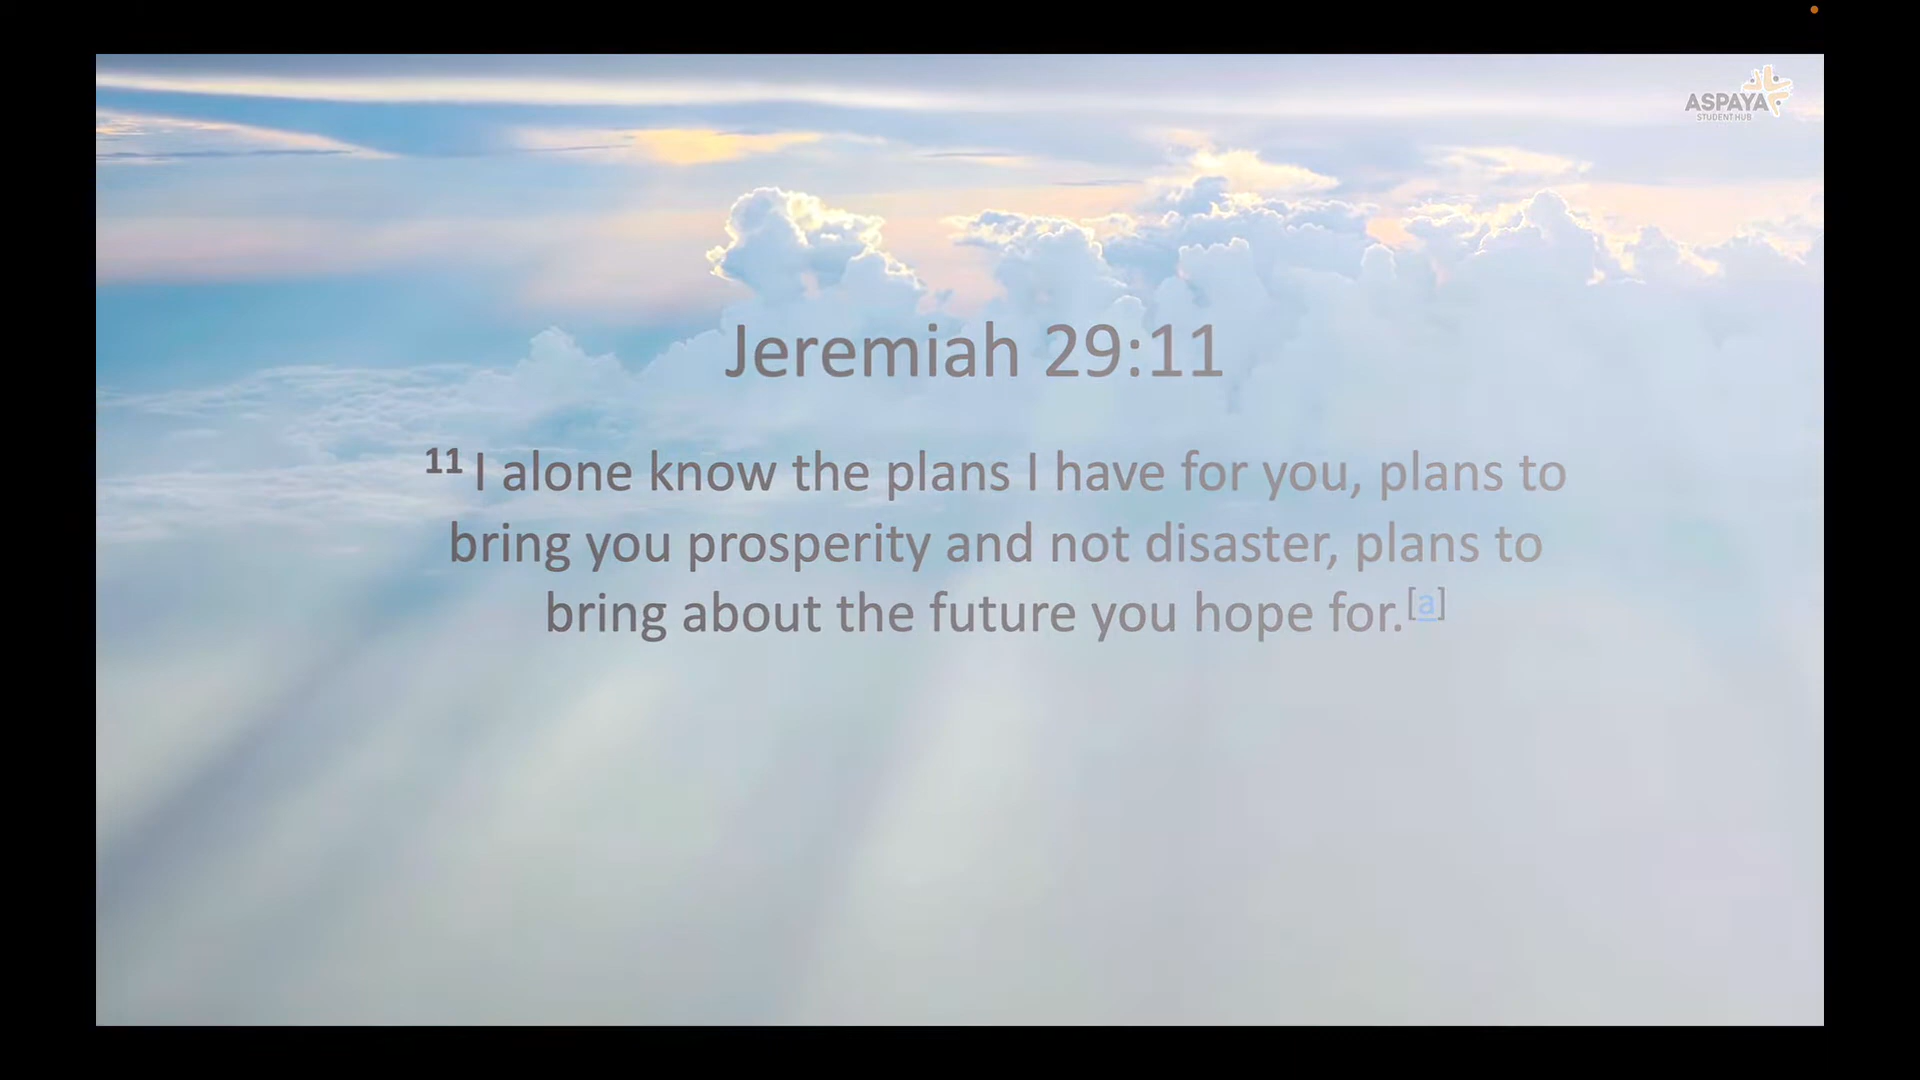 ASPAYA
STUDENT HUB
Jeremiah 29:11
11 I alone know the plans I have for you, plans to
bring you prosperity and not disaster, plans to
bring about the future you hope for.[a]